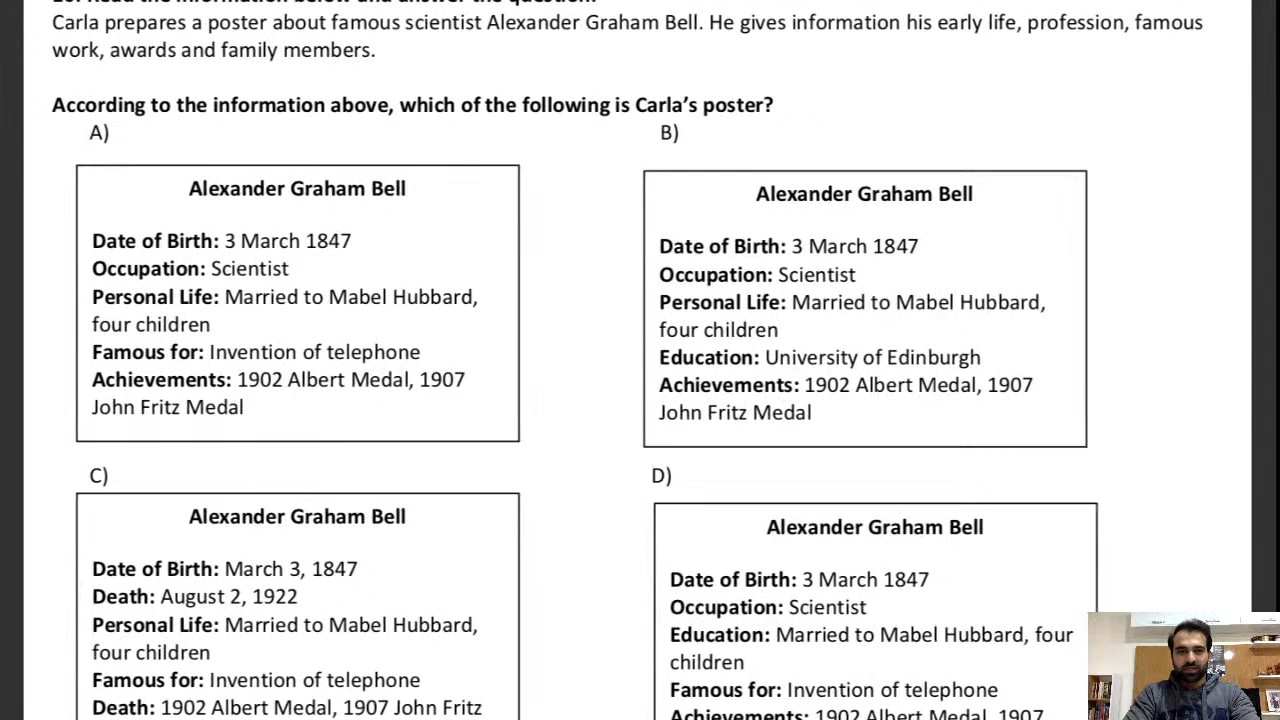 Carla prepares a poster about famous scientist Alexander Graham Bell. He gives information his early life, profession, famous
work, awards and family members.
According to the information above, which of the following is Carla's poster?
A)
Alexander Graham Bell
Date of Birth: 3 March 1847
Occupation: Scientist
Personal Life: Married to Mabel Hubbard,
four children
Famous for: Invention of telephone
Achievements: 1902 Albert Medal, 1907
John Fritz Medal
B)
Alexander Graham Bell
Date of Birth: 3 March 1847
Occupation: Scientist
Personal Life: Married to Mabel Hubbard,
four children
Education: University of Edinburgh
Achievements: 1902 Albert Medal, 1907
John Fritz Medal
C)
Alexander Graham Bell
Date of Birth: March 3, 1847
Death: August 2, 1922
Personal Life: Married to Mabel Hubbard,
four children
Famous for: Invention of telephone
Death: 1902 Albert Medal, 1907 John Fritz
D)
Alexander Graham Bell
Date of Birth: 3 March 1847
Occupation: Scientist
Education: Married to Mabel Hubbard, four
children
Famous for: Invention of telephone
Achievements: 1902 Albert Medal, 1907